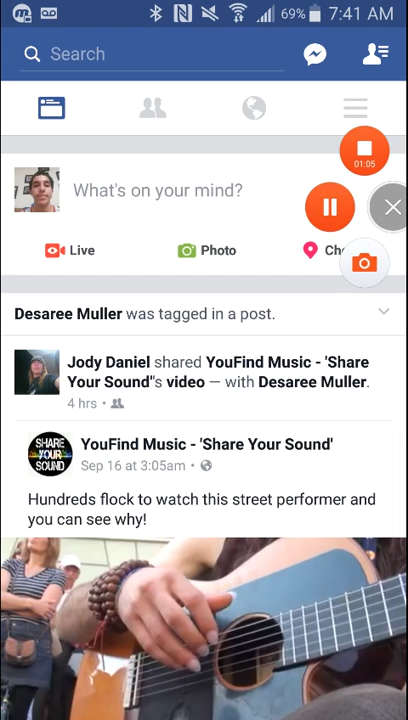 69% 7:41 AM
Search
01:05
What's on your mind?
Live Photo
Desaree Muller was tagged in a post.
Jody Daniel shared YouFind Music - 'Share
Your Sound''s video — with Desaree Muller.
4 hrs
SHARE
YOUR
SOUND
YouFind Music - 'Share Your Sound'
Sep 16 at 3:05am
Hundreds flock to watch this street performer and
you can see why!